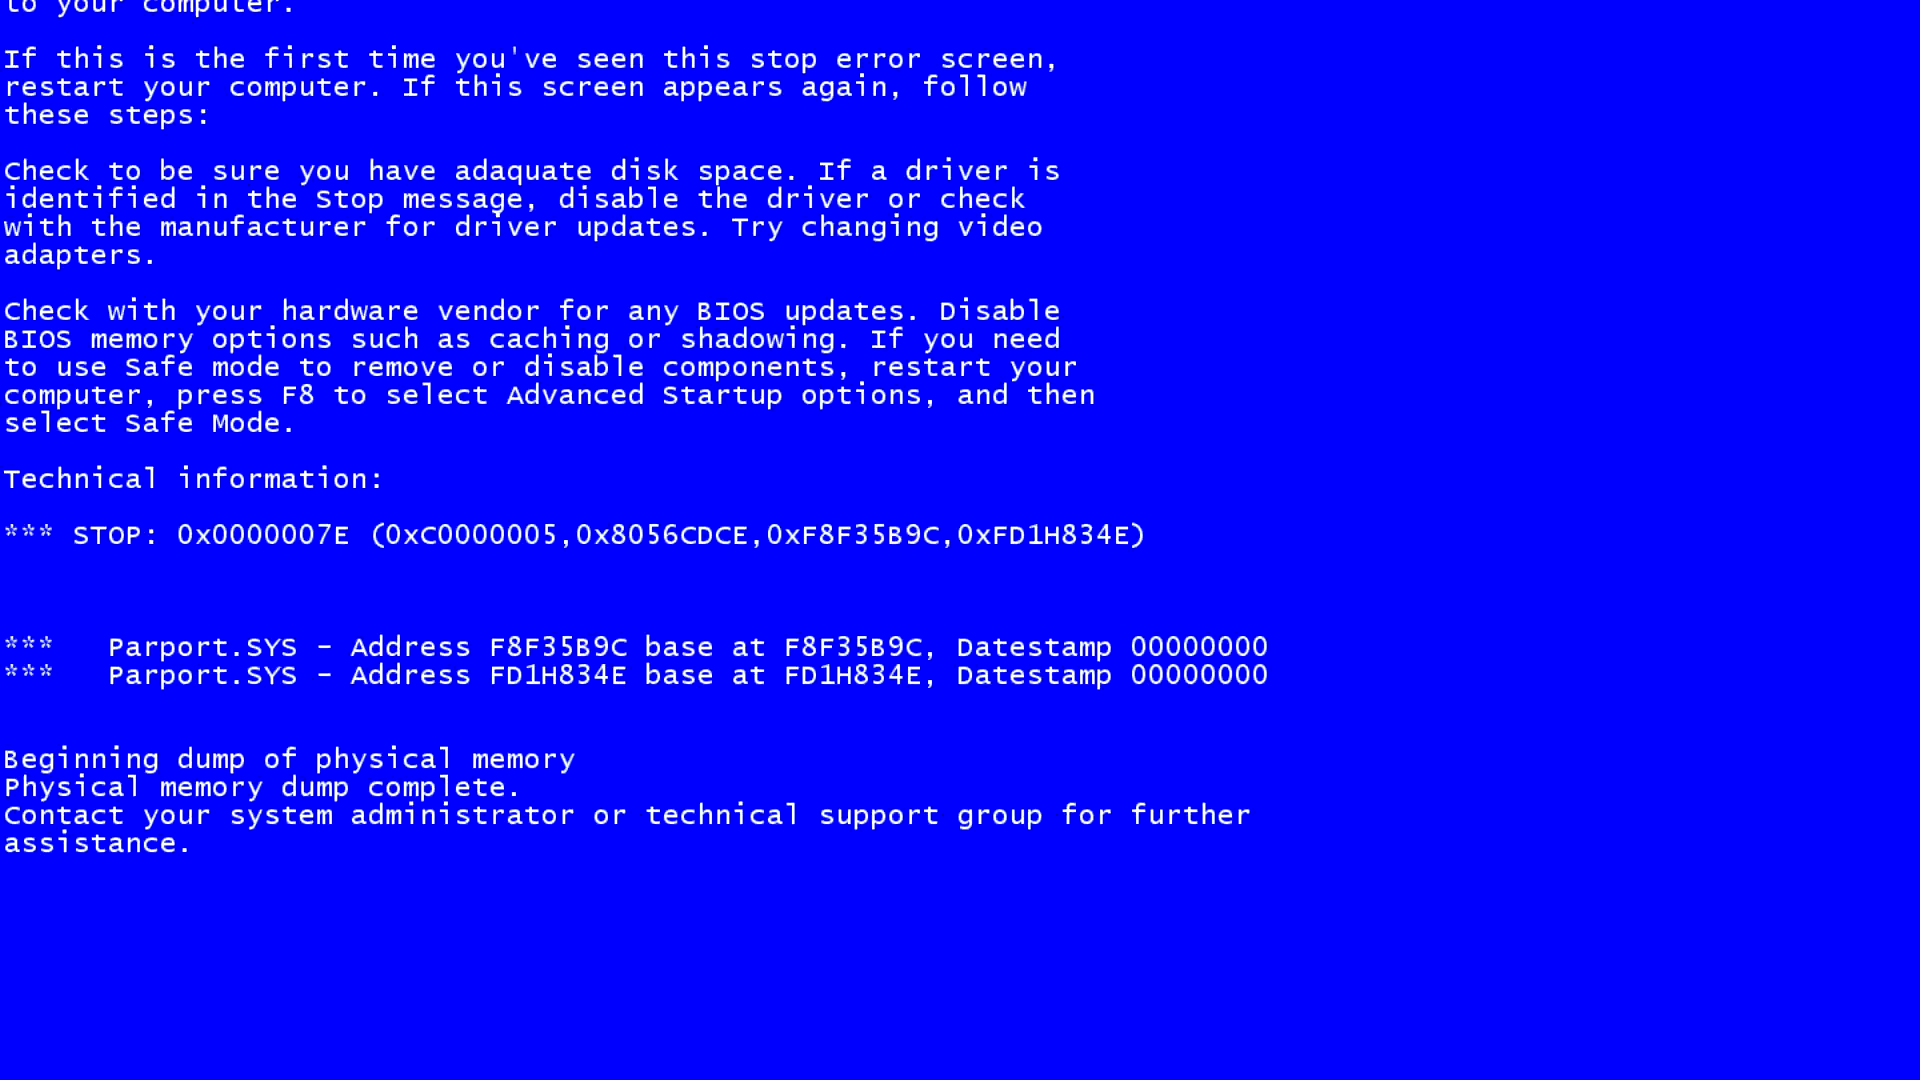 to your computer.
If this is the first time you've seen this stop error screen,
restart your computer. If this screen appears again, follow
these steps:
Check to be sure you have adaquate disk space. If a driver is
identified in the Stop message, disable the driver or check
with the manufacturer for driver updates. Try changing video
adapters.
Check with your hardware vendor for any BIOS updates. Disable
BIOS memory options such as caching or shadowing. If you need
to use Safe mode to remove or disable components, restart your
computer, press F8 to select Advanced Startup options, and then
select Safe Mode.
Technical information:
*** STOP: 0x0000007E (0xC0000005,0x8056CDCE,0xF8F35B9C,0xFD1H834E)
***   Parport.SYS – Address F8F35B9C base at F8F35B9C, Datestamp 00000000
***   Parport.SYS – Address FD1H834E base at FD1H834E, Datestamp 00000000
Beginning dump of physical memory
Physical memory dump complete.
Contact your system administrator or technical support group for further
assistance.